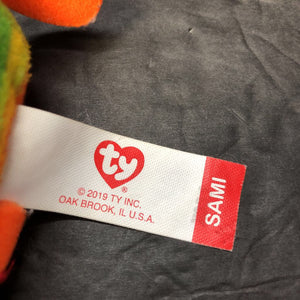 ty
®
© 2019 TY INC.
OAK BROOK, IL U.S.A.
SAMI